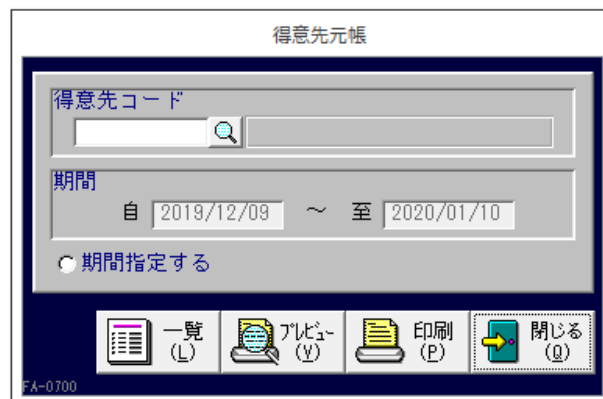 得意先元帳
得意先コード
期間
自 2019/12/09 ～ 至 2020/01/10
期間指定する
一覧
(L)
ﾌﾟﾚﾋﾞｭｰ
(V)
印刷
(P)
閉じる
(Q)
FA-0700